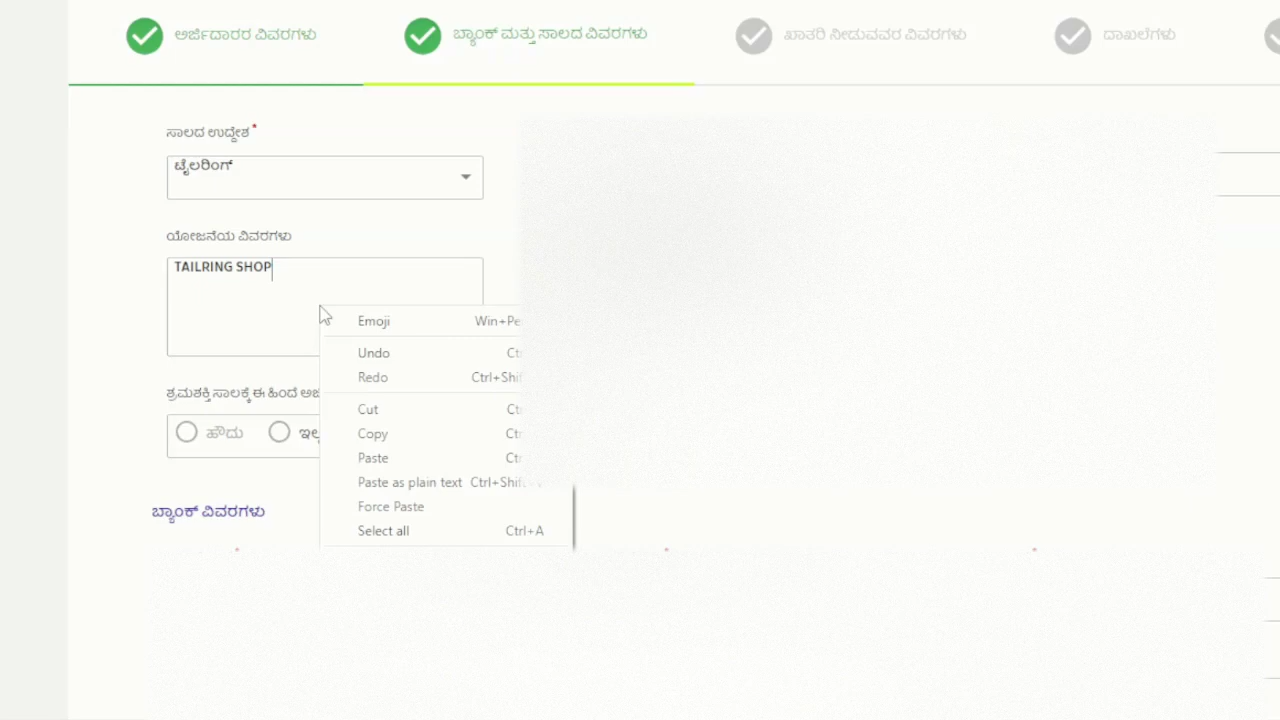 ಅರ್ಜಿದಾರರ ವಿವರಗಳು
ಬ್ಯಾಂಕ್ ಮತ್ತು ಸಾಲದ ವಿವರಗಳು
ಖಾತರಿ ನೀಡುವವರ ವಿವರಗಳು
ದಾಖಲೆಗಳು
ಸಾಲದ ಉದ್ದೇಶ *
ಟೈಲರಿಂಗ್
ಯೋಜನೆಯ ವಿವರಗಳು
TAILRING SHOP
Emoji
Undo
Redo
Cut
Copy
Paste
Paste as plain text
Force Paste
Select all Ctrl+A
ಶ್ರಮಶಕ್ತಿ ಸಾಲಕ್ಕೆ ಈ ಹಿಂದೆ
ಹೌದು
ಬ್ಯಾಂಕ್ ವಿವರಗಳು